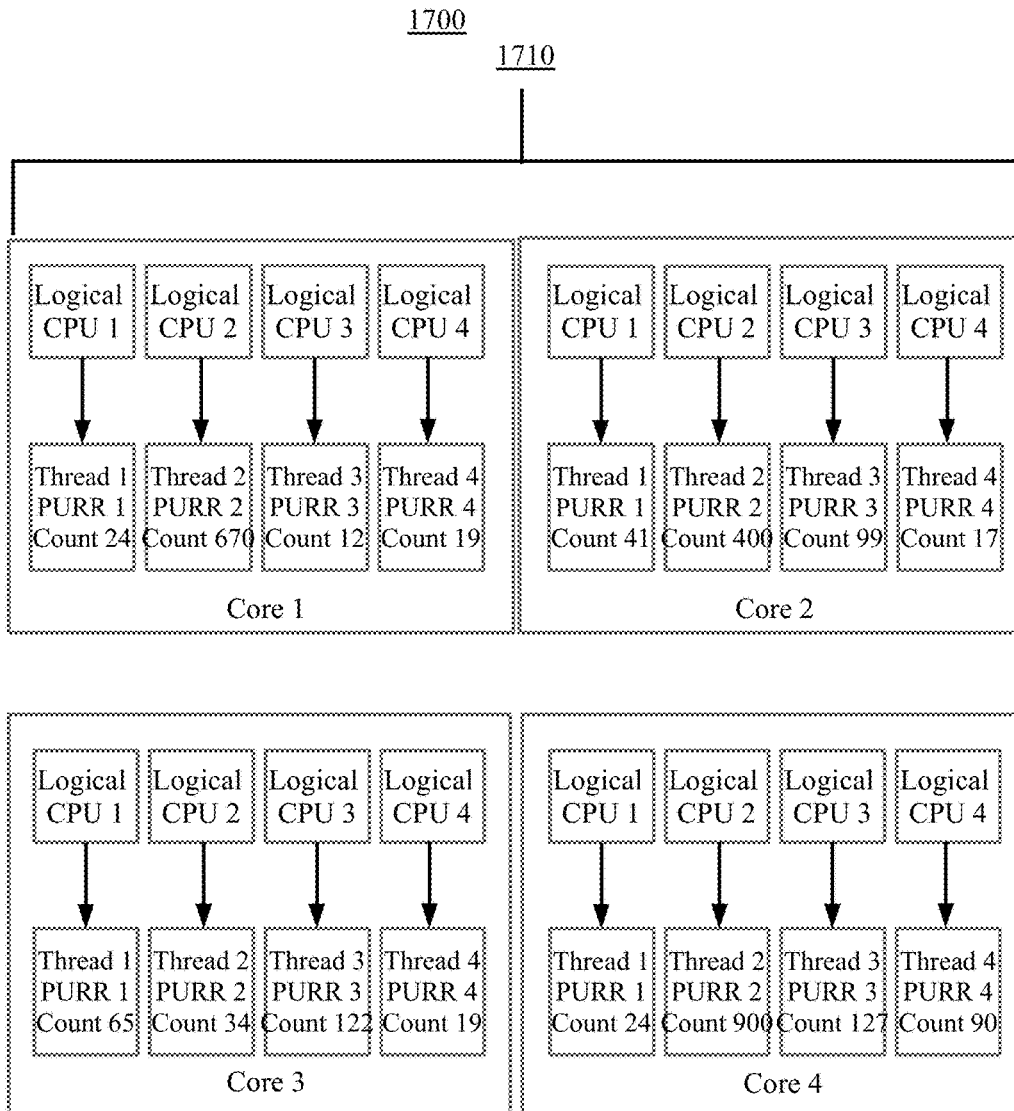 1700
1710
Logical CPU 1
Logical CPU 2
Logical CPU 3
Logical CPU 4
Thread 1 PURR 1 Count 24
Thread 2 PURR 2 Count 670
Thread 3 PURR 3 Count 12
Thread 4 PURR 4 Count 19
Core 1
Logical CPU 1
Logical CPU 2
Logical CPU 3
Logical CPU 4
Thread 1 PURR 1 Count 41
Thread 2 PURR 2 Count 400
Thread 3 PURR 3 Count 99
Thread 4 PURR 4 Count 17
Core 2
Logical CPU 1
Logical CPU 2
Logical CPU 3
Logical CPU 4
Thread 1 PURR 1 Count 65
Thread 2 PURR 2 Count 34
Thread 3 PURR 3 Count 122
Thread 4 PURR 4 Count 19
Core 3
Logical CPU 1
Logical CPU 2
Logical CPU 3
Logical CPU 4
Thread 1 PURR 1 Count 24
Thread 2 PURR 2 Count 900
Thread 3 PURR 3 Count 127
Thread 4 PURR 4 Count 90
Core 4